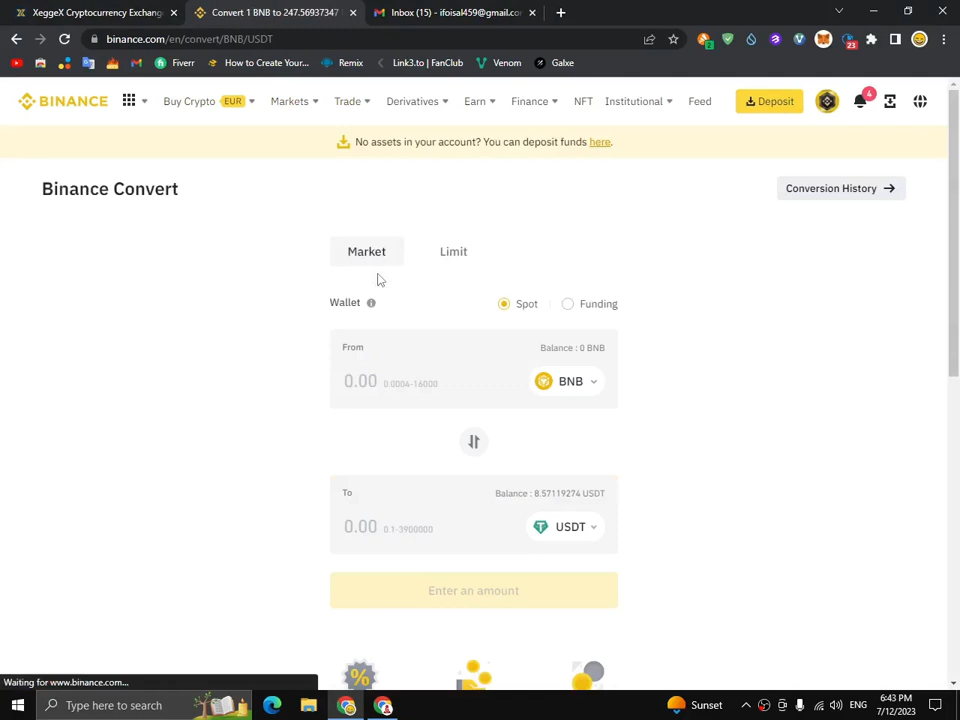 XeggeX Cryptocurrency Exchang
Convert 1 BNB to 247.56937347
Inbox (15) - ifoisal459@gmail.co
binance.com/en/convert/BNB/USDT
2
23
Fiverr
How to Create Your...
Remix
Link3.to | FanClub
Venom
Galxe
BINANCE
Buy Crypto EUR
Markets
Trade
Derivatives
Earn
Finance
NFT
Institutional
Feed
Deposit
4
No assets in your account? You can deposit funds here.
Binance Convert
Conversion History
Market
Limit
Wallet
Spot
Funding
From
Balance : 0 BNB
0.00 0.0004-16000
BNB
To
Balance : 8.57119274 USDT
0.00 0.1-3900000
USDT
Enter an amount
%
Waiting for www.binance.com...
Type here to search
Sunset
ENG
6:43 PM
7/12/2023